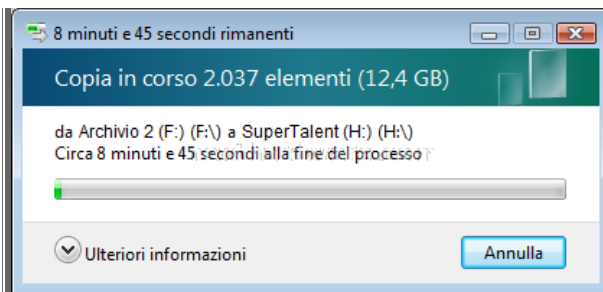 8 minuti e 45 secondi rimanenti
Copia in corso 2.037 elementi (12,4 GB)
da Archivio 2 (F:) (F:\) a SuperTalent (H:) (H:\)
Circa 8 minuti e 45 secondi alla fine del processo
Ulteriori informazioni
Annulla